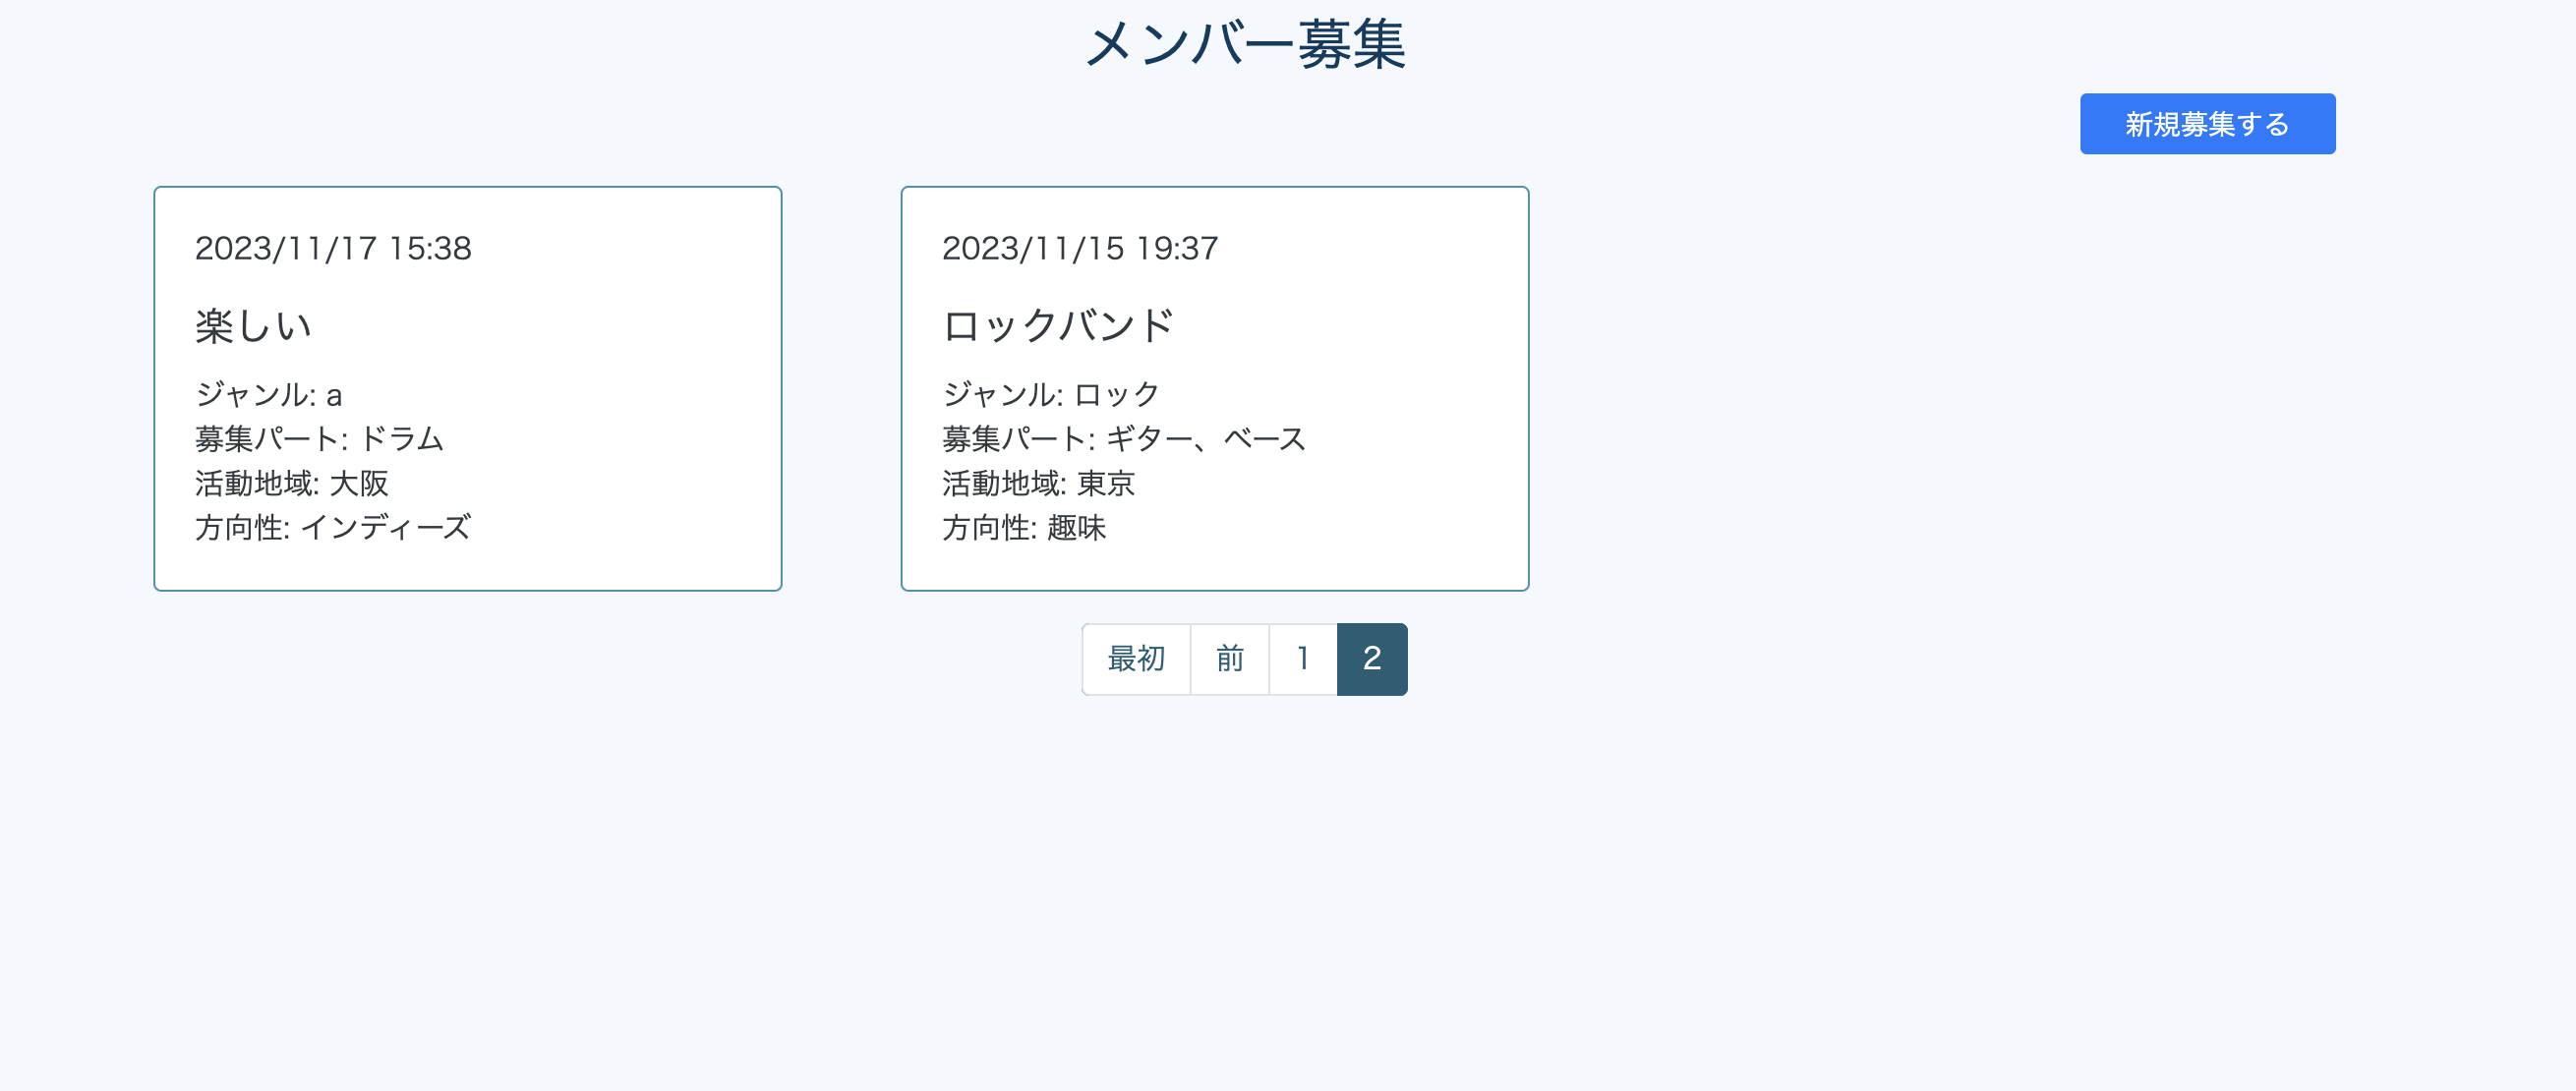 メンバー募集
新規募集する
2023/11/17 15:38
楽しい
ジャンル: a
募集パート: ドラム
活動地域: 大阪
方向性: インディーズ
2023/11/15 19:37
ロックバンド
ジャンル: ロック
募集パート: ギター、ベース
活動地域: 東京
方向性: 趣味
最初 前 1 2